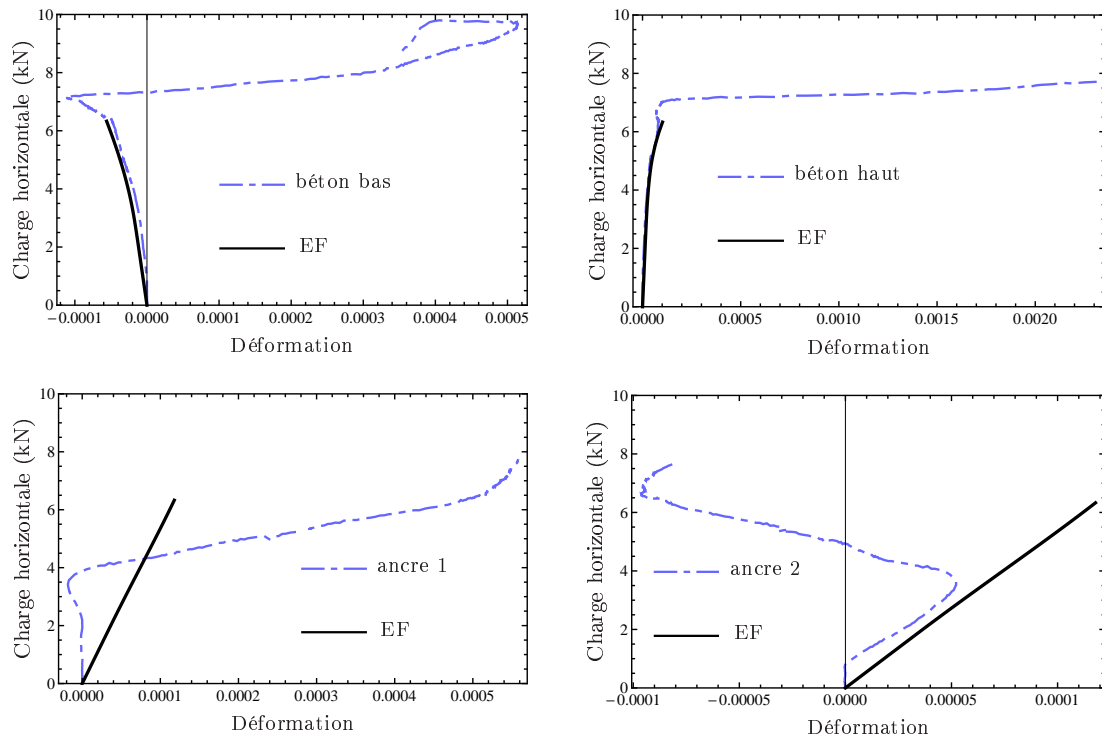 Charge horizontale (kN)
10
8
6
4
2
0
béton bas
EF
−0.0001 0.0000 0.0001 0.0002 0.0003 0.0004 0.0005
Déformation
Charge horizontale (kN)
10
8
6
4
2
0
béton haut
EF
0.0000 0.0005 0.0010 0.0015 0.0020
Déformation
Charge horizontale (kN)
10
8
6
4
2
0
ancre 1
EF
0.0000 0.0001 0.0002 0.0003 0.0004 0.0005
Déformation
Charge horizontale (kN)
10
8
6
4
2
0
ancre 2
EF
−0.0001 −0.00005 0.0000 0.00005 0.0001
Déformation